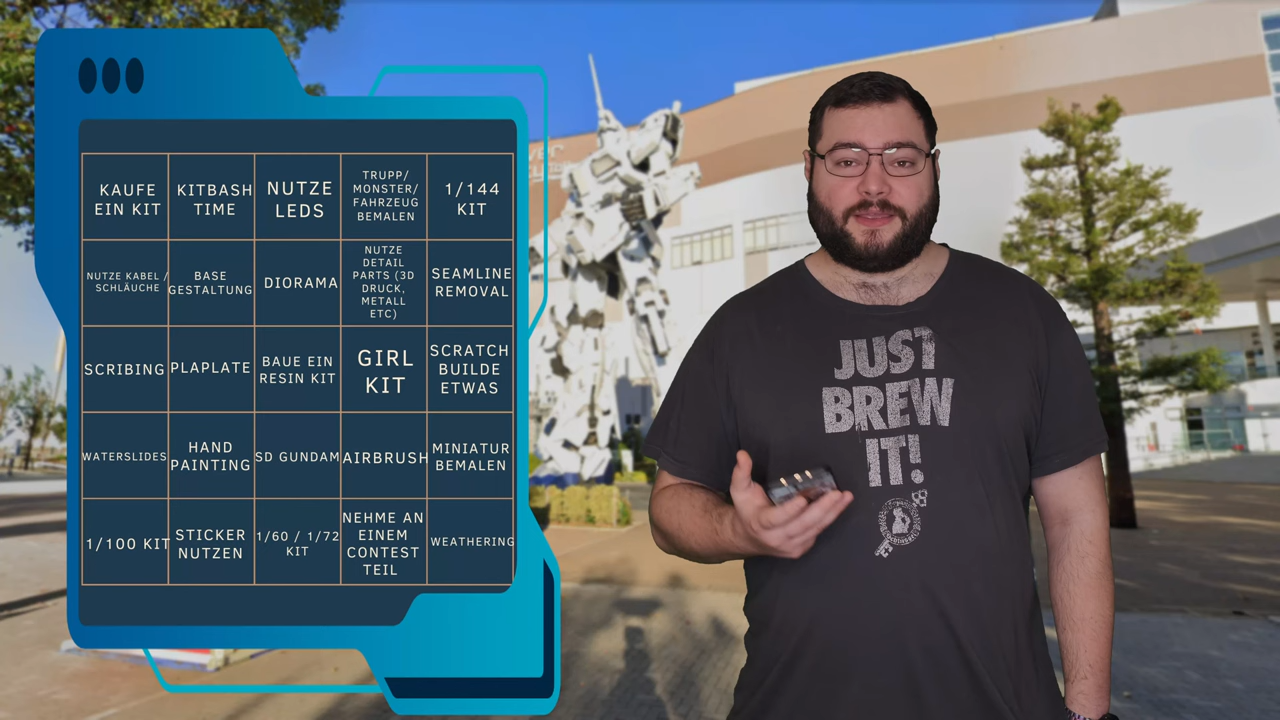 KAUFE
EIN KIT
KITBASH
TIME
NUTZE
LEDS
TRUPP/
MONSTER/
FAHRZEUG
BEMALEN
1/144
KIT
NUTZE KABEL /
SCHLÄUCHE
BASE
GESTALTUNG
DIORAMA
NUTZE
DETAIL
PARTS (3D
DRUCK,
METALL
ETC)
SEAMLINE
REMOVAL
SCRIBING
PLAPLATE
BAUE EIN
RESIN KIT
GIRL
KIT
SCRATCH
BUILDE
ETWAS
WATERSLIDES
HAND
PAINTING
SD GUNDAM
AIRBRUSH
MINIATUR
BEMALEN
1/100 KIT
STICKER
NUTZEN
1/60 / 1/72
KIT
NEHME AN
EINEM
CONTEST
TEIL
WEATHERING
JUST
BREW
IT!